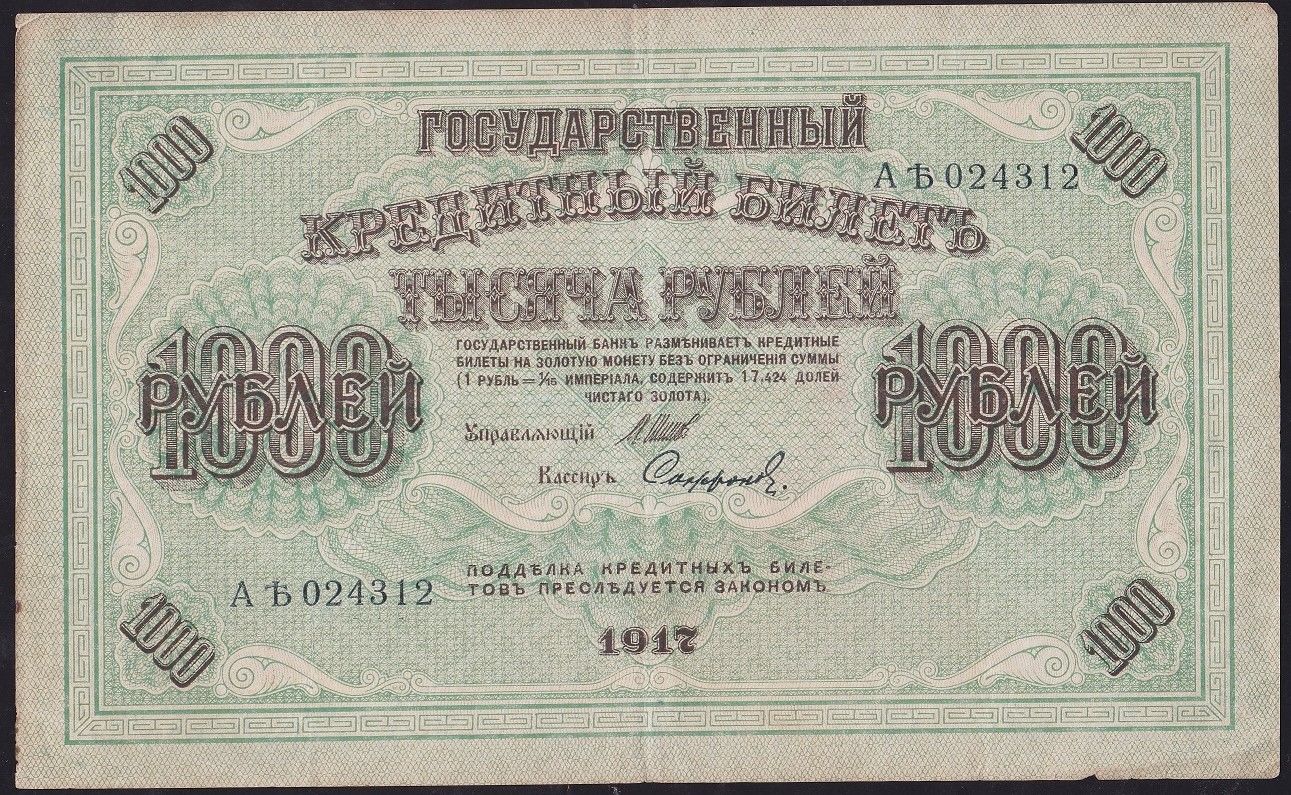 1000
1000
ГОСУДАРСТВЕННЫЙ
АѢ 024312
КРЕДИТНЫЙ БИЛЕТЪ
ТЫСЯЧА РУБЛЕЙ
1000
РУБЛЕЙ
1000
РУБЛЕЙ
ГОСУДАРСТВЕННЫЙ БАНКЪ РАЗМѢНИВАЕТЪ КРЕДИТНЫЕ
БИЛЕТЫ НА ЗОЛОТУЮ МОНЕТУ БЕЗЪ ОГРАНИЧЕНІЯ СУММЫ
(1 РУБЛЬ = 1/15 ИМПЕРІАЛА, СОДЕРЖИТЪ 17,424 ДОЛЕЙ
ЧИСТАГО ЗОЛОТА).
Управляющій
Кассиръ
ПОДДѢЛКА КРЕДИТНЫХЪ БИЛЕ-
ТОВЪ ПРЕСЛѢДУЕТСЯ ЗАКОНОМЪ.
АѢ 024312
1917
1000
1000